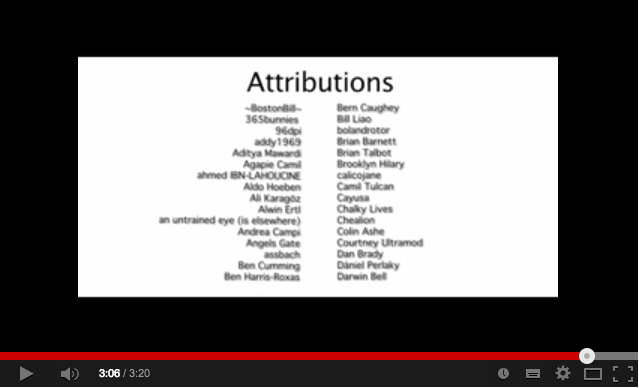 Attributions
~BostonBill~
365bunnies
96dpi
addy1969
Aditya Mawardi
Agapie Camil
ahmed IBN-LAHOUCINE
Aldo Hoeben
Ali Karagöz
Alwin Ertl
an untrained eye (is elsewhere)
Andrea Campi
Angels Gate
assbach
Ben Cumming
Ben Harris-Roxas
Bern Caughey
Bill Liao
bolandrotor
Brian Barnett
Brian Talbot
Brooklyn Hilary
calicojane
Camil Tulcan
Cayusa
Chalky Lives
Chealion
Colin Ashe
Courtney Ultramod
Dan Brady
Dániel Perlaky
Darwin Bell
3:06 / 3:20